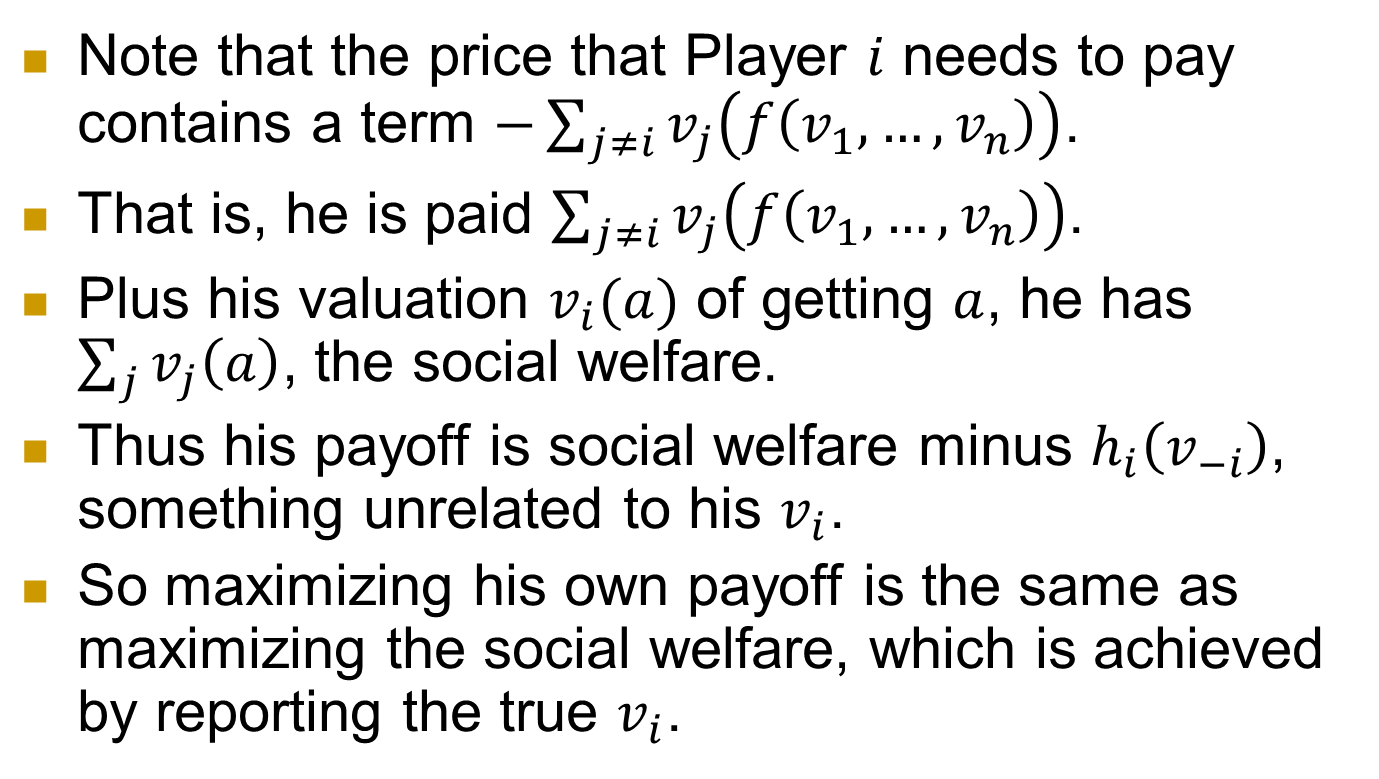 ■ Note that the price that Player 𝑖 needs to pay
contains a term −∑_{𝑗≠𝑖} 𝑣_𝑗(𝑓(𝑣_1, … , 𝑣_𝑛)).
■ That is, he is paid ∑_{𝑗≠𝑖} 𝑣_𝑗(𝑓(𝑣_1, … , 𝑣_𝑛)).
■ Plus his valuation 𝑣_𝑖(𝑎) of getting 𝑎, he has
∑_𝑗 𝑣_𝑗(𝑎), the social welfare.
■ Thus his payoff is social welfare minus ℎ_𝑖(𝑣_{−𝑖}),
something unrelated to his 𝑣_𝑖.
■ So maximizing his own payoff is the same as
maximizing the social welfare, which is achieved
by reporting the true 𝑣_𝑖.